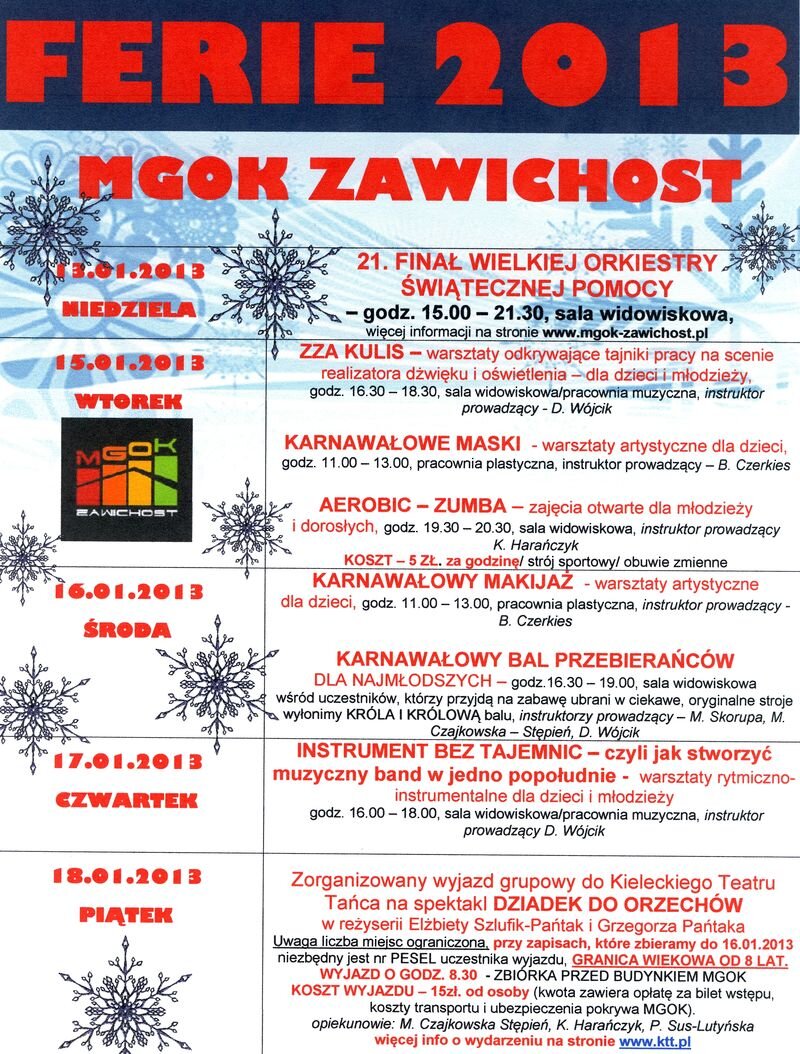 FERIE 2013
MGOK ZAWICHOST
13.01.2013
NIEDZIELA
21. FINAŁ WIELKIEJ ORKIESTRY
ŚWIĄTECZNEJ POMOCY
– godz. 15.00 – 21.30, sala widowiskowa,
więcej informacji na stronie www.mgok-zawichost.pl
15.01.2013
WTOREK
MGOK
ZAWICHOST
ZZA KULIS – warsztaty odkrywające tajniki pracy na scenie
realizatora dźwięku i oświetlenia – dla dzieci i młodzieży,
godz. 16.30 – 18.30, sala widowiskowa/pracownia muzyczna, instruktor
prowadzący - D. Wójcik
KARNAWAŁOWE MASKI - warsztaty artystyczne dla dzieci,
godz. 11.00 – 13.00, pracownia plastyczna, instruktor prowadzący – B. Czerkies
AEROBIC – ZUMBA – zajęcia otwarte dla młodzieży
i dorosłych, godz. 19.30 – 20.30, sala widowiskowa, instruktor prowadzący
K. Harańczyk
KOSZT – 5 ZŁ. za godzinę/ strój sportowy/ obuwie zmienne
16.01.2013
ŚRODA
KARNAWAŁOWY MAKIJAŻ - warsztaty artystyczne
dla dzieci, godz. 11.00 – 13.00, pracownia plastyczna, instruktor prowadzący -
B. Czerkies
KARNAWAŁOWY BAL PRZEBIERAŃCÓW
DLA NAJMŁODSZYCH – godz.16.30 – 19.00, sala widowiskowa
wśród uczestników, którzy przyjdą na zabawę ubrani w ciekawe, oryginalne stroje
wyłonimy KRÓLA I KRÓLOWĄ balu, instruktorzy prowadzący – M. Skorupa, M.
Czajkowska – Stępień, D. Wójcik
17.01.2013
CZWARTEK
INSTRUMENT BEZ TAJEMNIC – czyli jak stworzyć
muzyczny band w jedno popołudnie - warsztaty rytmiczno-
instrumentalne dla dzieci i młodzieży
godz. 16.00 – 18.00, sala widowiskowa/pracownia muzyczna, instruktor
prowadzący D. Wójcik
18.01.2013
PIĄTEK
Zorganizowany wyjazd grupowy do Kieleckiego Teatru
Tańca na spektakl DZIADEK DO ORZECHÓW
w reżyserii Elżbiety Szlufik-Pańtak i Grzegorza Pańtaka
Uwaga liczba miejsc ograniczona, przy zapisach, które zbieramy do 16.01.2013
niezbędny jest nr PESEL uczestnika wyjazdu, GRANICA WIEKOWA OD 8 LAT.
WYJAZD O GODZ. 8.30 - ZBIÓRKA PRZED BUDYNKIEM MGOK
KOSZT WYJAZDU – 15zł. od osoby (kwota zawiera opłatę za bilet wstępu,
koszty transportu i ubezpieczenia pokrywa MGOK).
opiekunowie: M. Czajkowska Stępień, K. Harańczyk, P. Sus-Lutyńska
więcej info o wydarzeniu na stronie www.ktt.pl